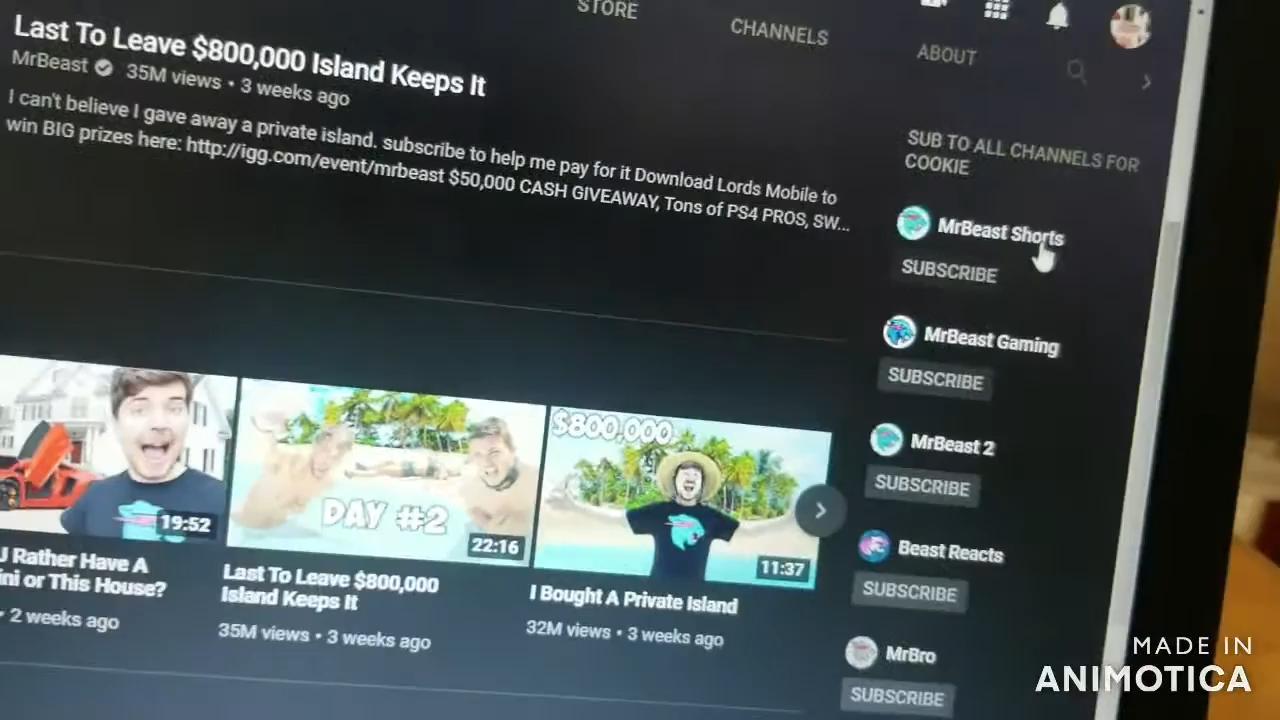 STORE
CHANNELS
ABOUT
Last To Leave $800,000 Island Keeps It
MrBeast 35M views • 3 weeks ago
I can't believe I gave away a private island. subscribe to help me pay for it Download Lords Mobile to
win BIG prizes here: http://igg.com/event/mrbeast $50,000 CASH GIVEAWAY, Tons of PS4 PROS, SW...
SUB TO ALL CHANNELS FOR
COOKIE
MrBeast Shorts
SUBSCRIBE
MrBeast Gaming
SUBSCRIBE
MrBeast 2
SUBSCRIBE
Beast Reacts
SUBSCRIBE
MrBro
SUBSCRIBE
19:52
J Rather Have A
ini or This House?
• 2 weeks ago
DAY #2
22:16
Last To Leave $800,000
Island Keeps It
35M views • 3 weeks ago
$800,000
11:37
I Bought A Private Island
32M views • 3 weeks ago
MADE IN
ANIMOTICA